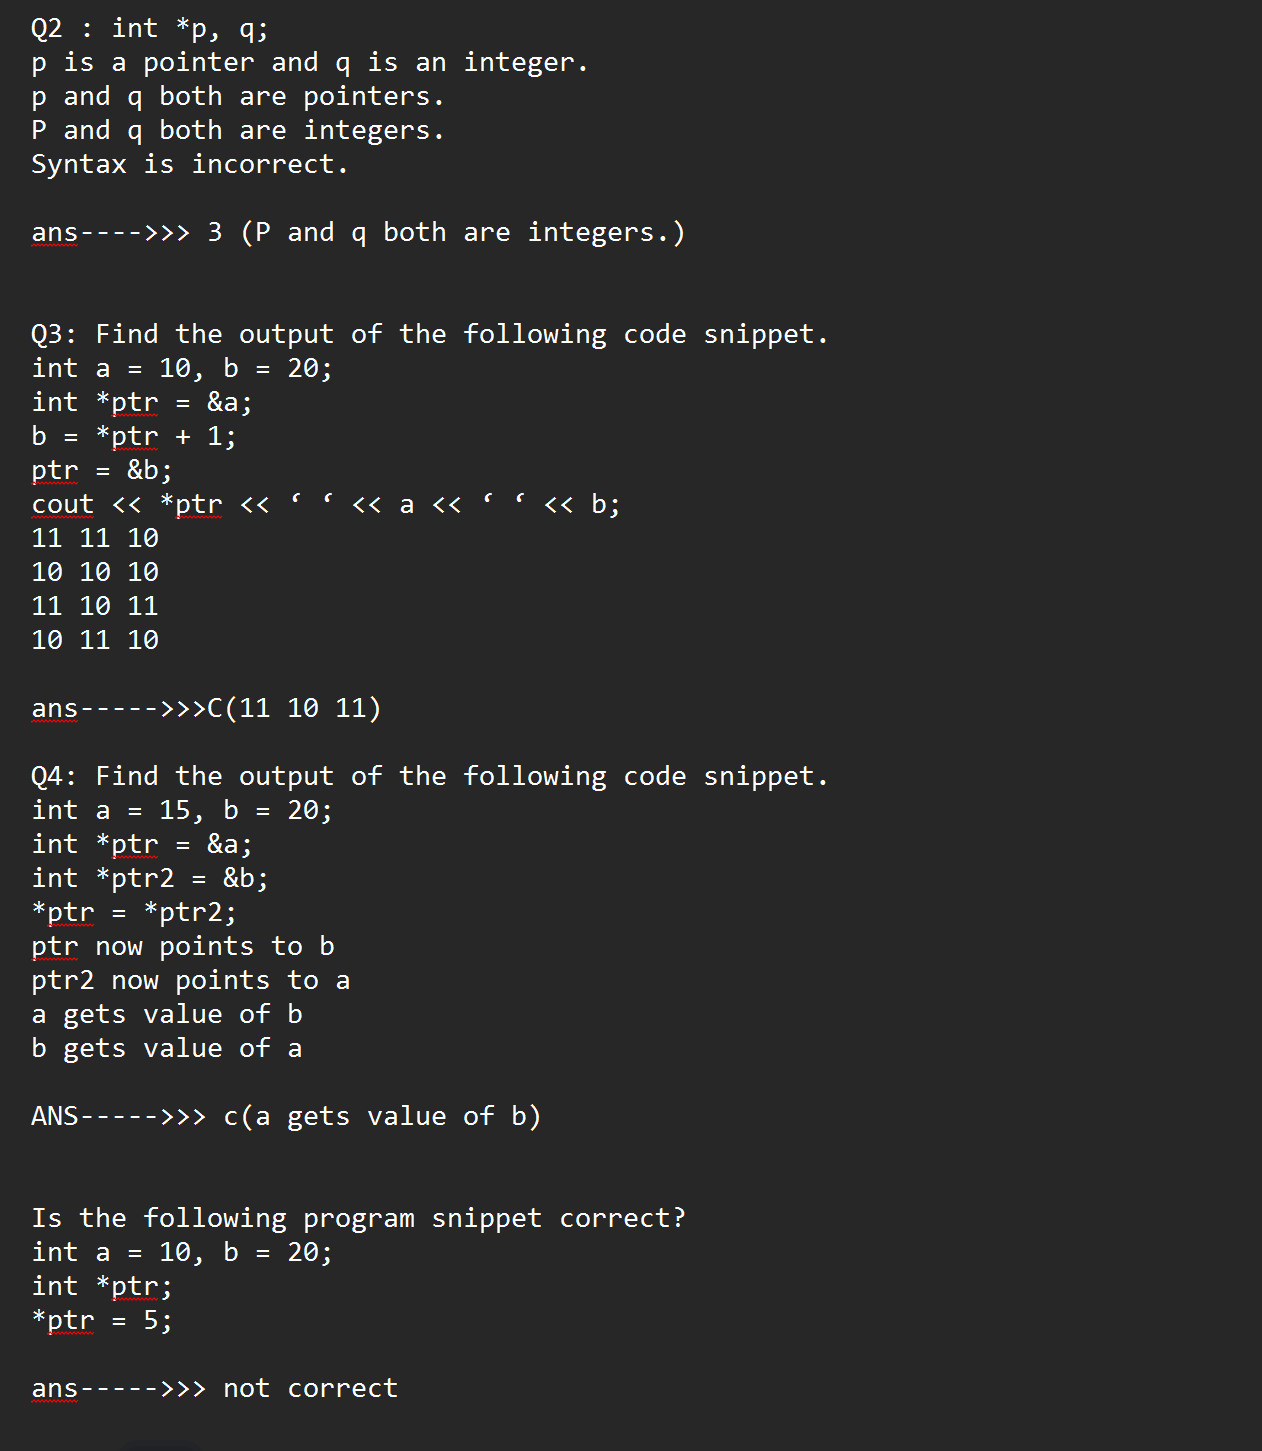 Q2 : int *p, q;
p is a pointer and q is an integer.
p and q both are pointers.
P and q both are integers.
Syntax is incorrect.
ans---->>> 3 (P and q both are integers.)
Q3: Find the output of the following code snippet.
int a = 10, b = 20;
int *ptr = &a;
b = *ptr + 1;
ptr = &b;
cout << *ptr << ‘ ‘ << a << ‘ ‘ << b;
11 11 10
10 10 10
11 10 11
10 11 10
ans----->>>C(11 10 11)
Q4: Find the output of the following code snippet.
int a = 15, b = 20;
int *ptr = &a;
int *ptr2 = &b;
*ptr = *ptr2;
ptr now points to b
ptr2 now points to a
a gets value of b
b gets value of a
ANS----->>> c(a gets value of b)
Is the following program snippet correct?
int a = 10, b = 20;
int *ptr;
*ptr = 5;
ans----->>> not correct